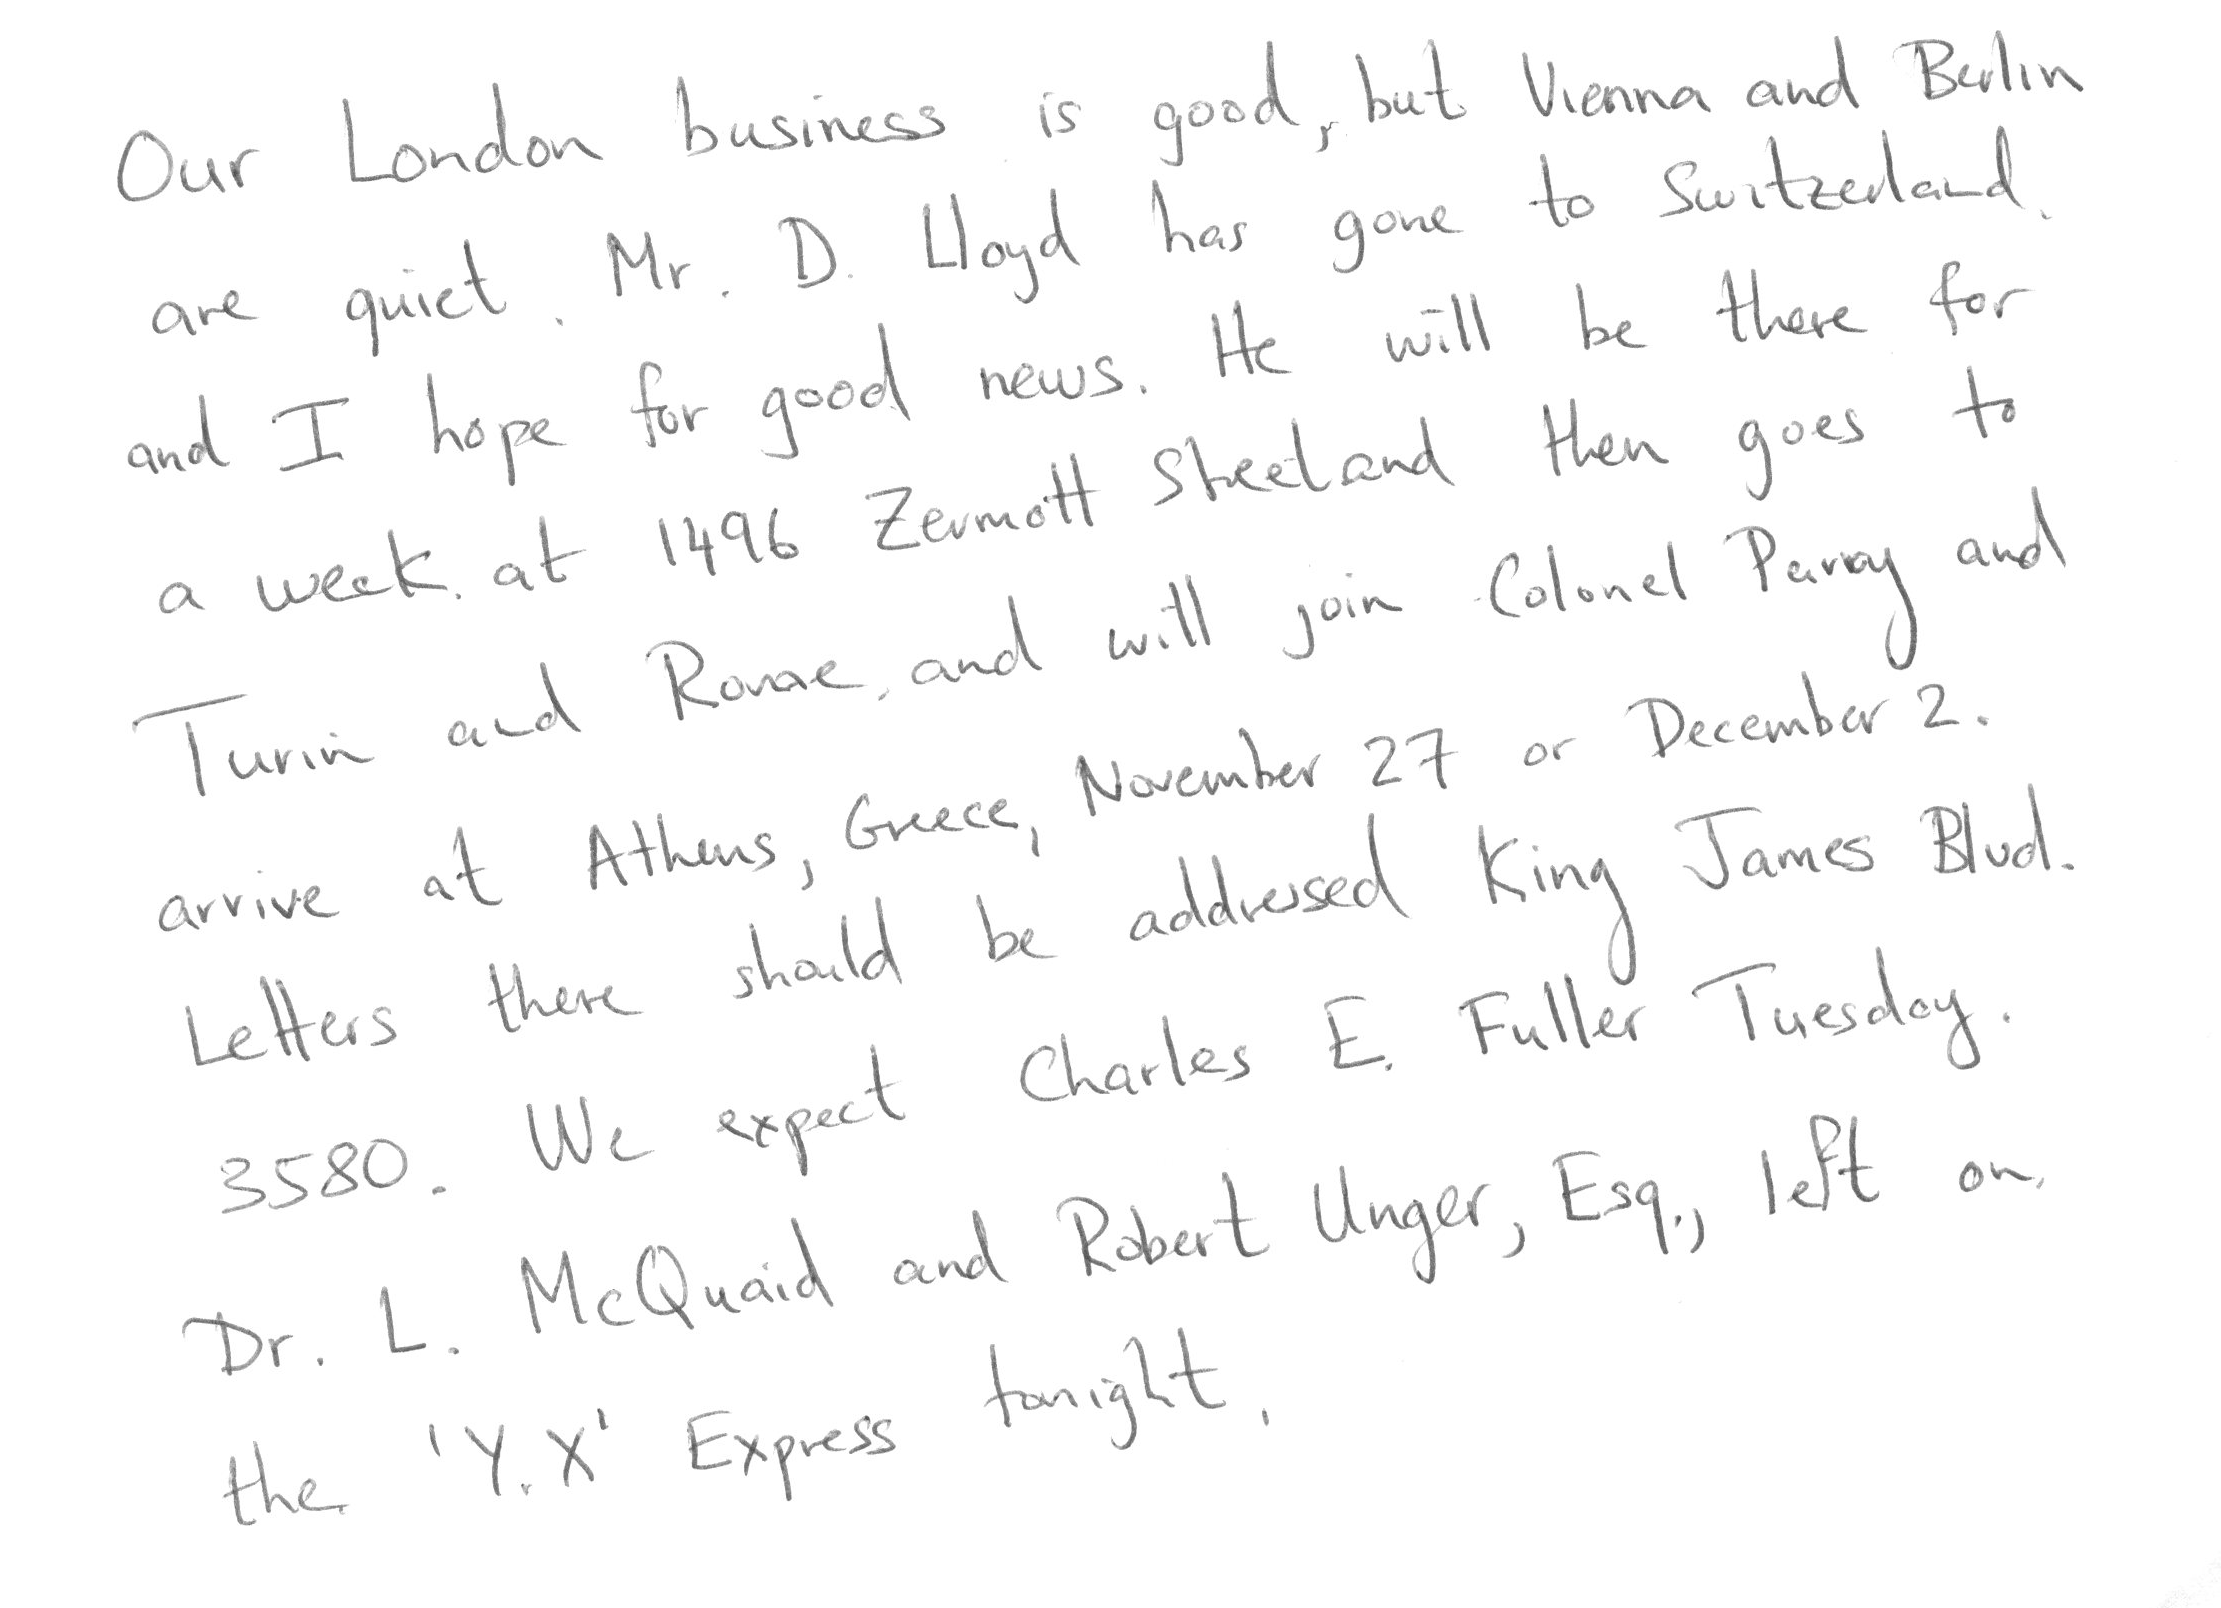 Our London business is good, but Vienna and Berlin
are quiet. Mr. D. Lloyd has gone to Switzerland
and I hope for good news. He will be there for
a week at 1496 Zermott Street and then goes to
Turin and Rome, and will join Colonel Parry and
arrive at Athens, Greece, November 27 or December 2.
Letters there should be addressed King James Blvd.
3580. We expect Charles E. Fuller Tuesday.
Dr. L. McQuaid and Robert Unger, Esq., left on
the 'Y.X' Express tonight.